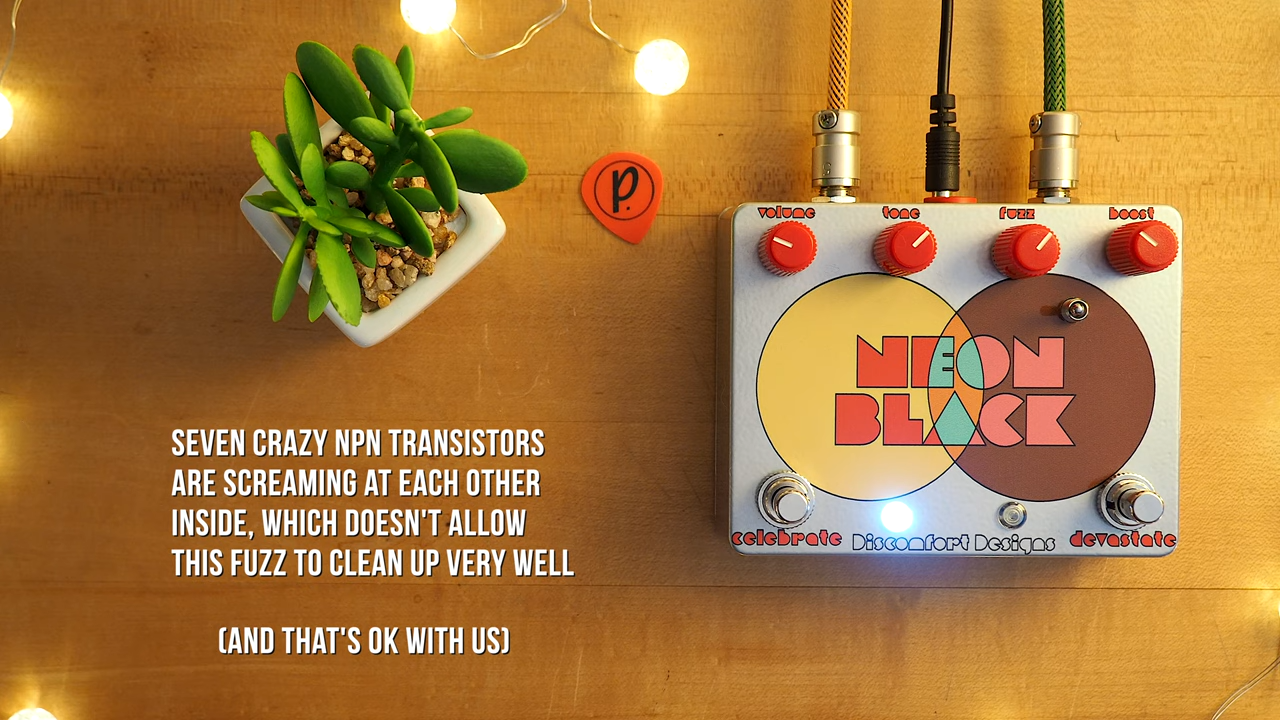 volume tone fuzz boost
P.
NEON
BLACK
celebrate Disconfort Designs devastate
SEVEN CRAZY NPN TRANSISTORS
ARE SCREAMING AT EACH OTHER
INSIDE, WHICH DOESN'T ALLOW
THIS FUZZ TO CLEAN UP VERY WELL
(AND THAT'S OK WITH US)